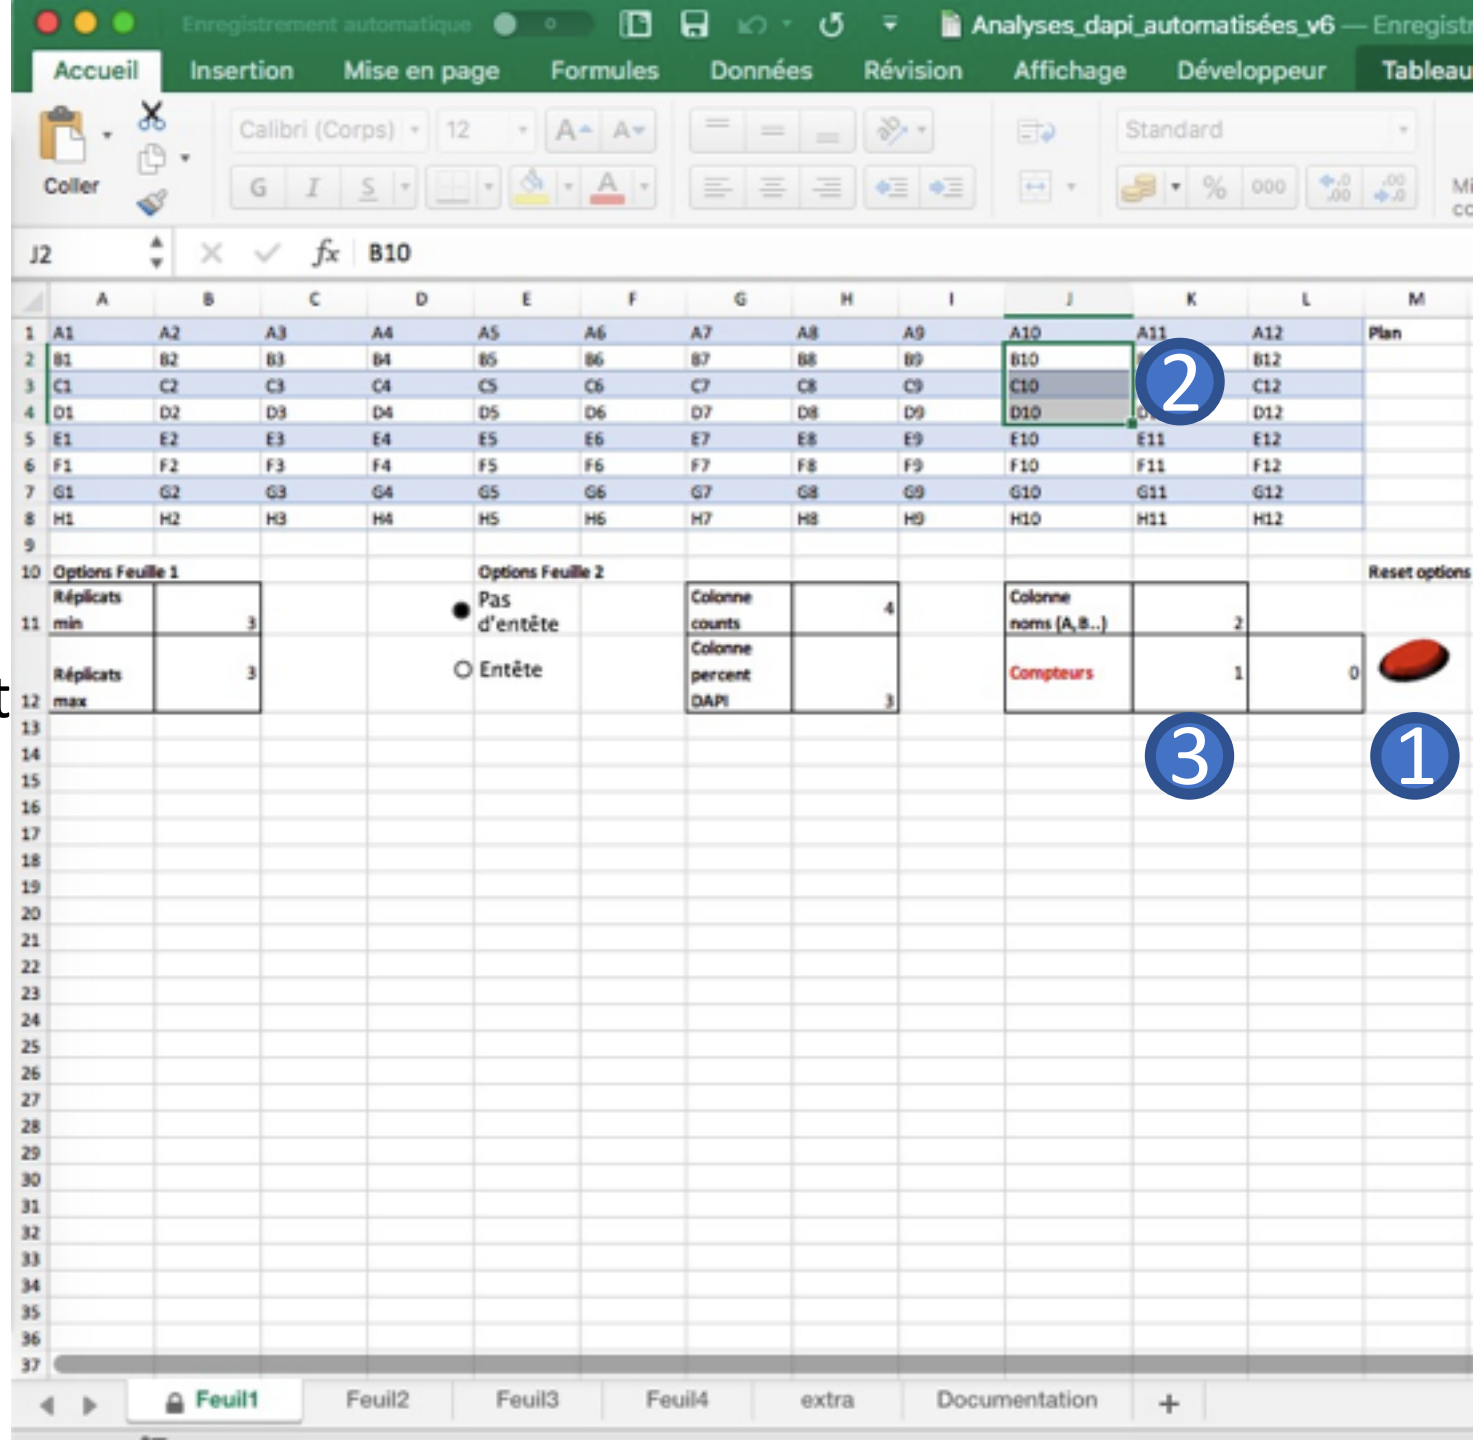 Enregistrement automatique
Analyses_dapi_automatisées_v6 — Enregistr
Accueil Insertion Mise en page Formules Données Révision Affichage Développeur Tableau
Calibri (Corps) 12 A A Standard
Coller G I S A % 000 ,0 ,00 ,00 ,0 Mi
J2 fx B10
A B C D E F G H I J K L M
1 A1 A2 A3 A4 A5 A6 A7 A8 A9 A10 A11 A12 Plan
2 B1 B2 B3 B4 B5 B6 B7 B8 B9 B10 B12
3 C1 C2 C3 C4 C5 C6 C7 C8 C9 C10 C12
4 D1 D2 D3 D4 D5 D6 D7 D8 D9 D10 D12
2
5 E1 E2 E3 E4 E5 E6 E7 E8 E9 E10 E11 E12
6 F1 F2 F3 F4 F5 F6 F7 F8 F9 F10 F11 F12
7 G1 G2 G3 G4 G5 G6 G7 G8 G9 G10 G11 G12
8 H1 H2 H3 H4 H5 H6 H7 H8 H9 H10 H11 H12
9
10 Options Feuille 1 Options Feuille 2 Reset options
Réplicats Pas Colonne Colonne
11 min 3 d'entête counts 4 noms (A, B...) 2
Colonne
Réplicats 3 Entête percent Compteurs 1 0
t 12 max DAPI 3
13
14 3 1
15
16
17
18
19
20
21
22
23
24
25
26
27
28
29
30
31
32
33
34
35
36
37
Feuil1 Feuil2 Feuil3 Feuil4 extra Documentation +